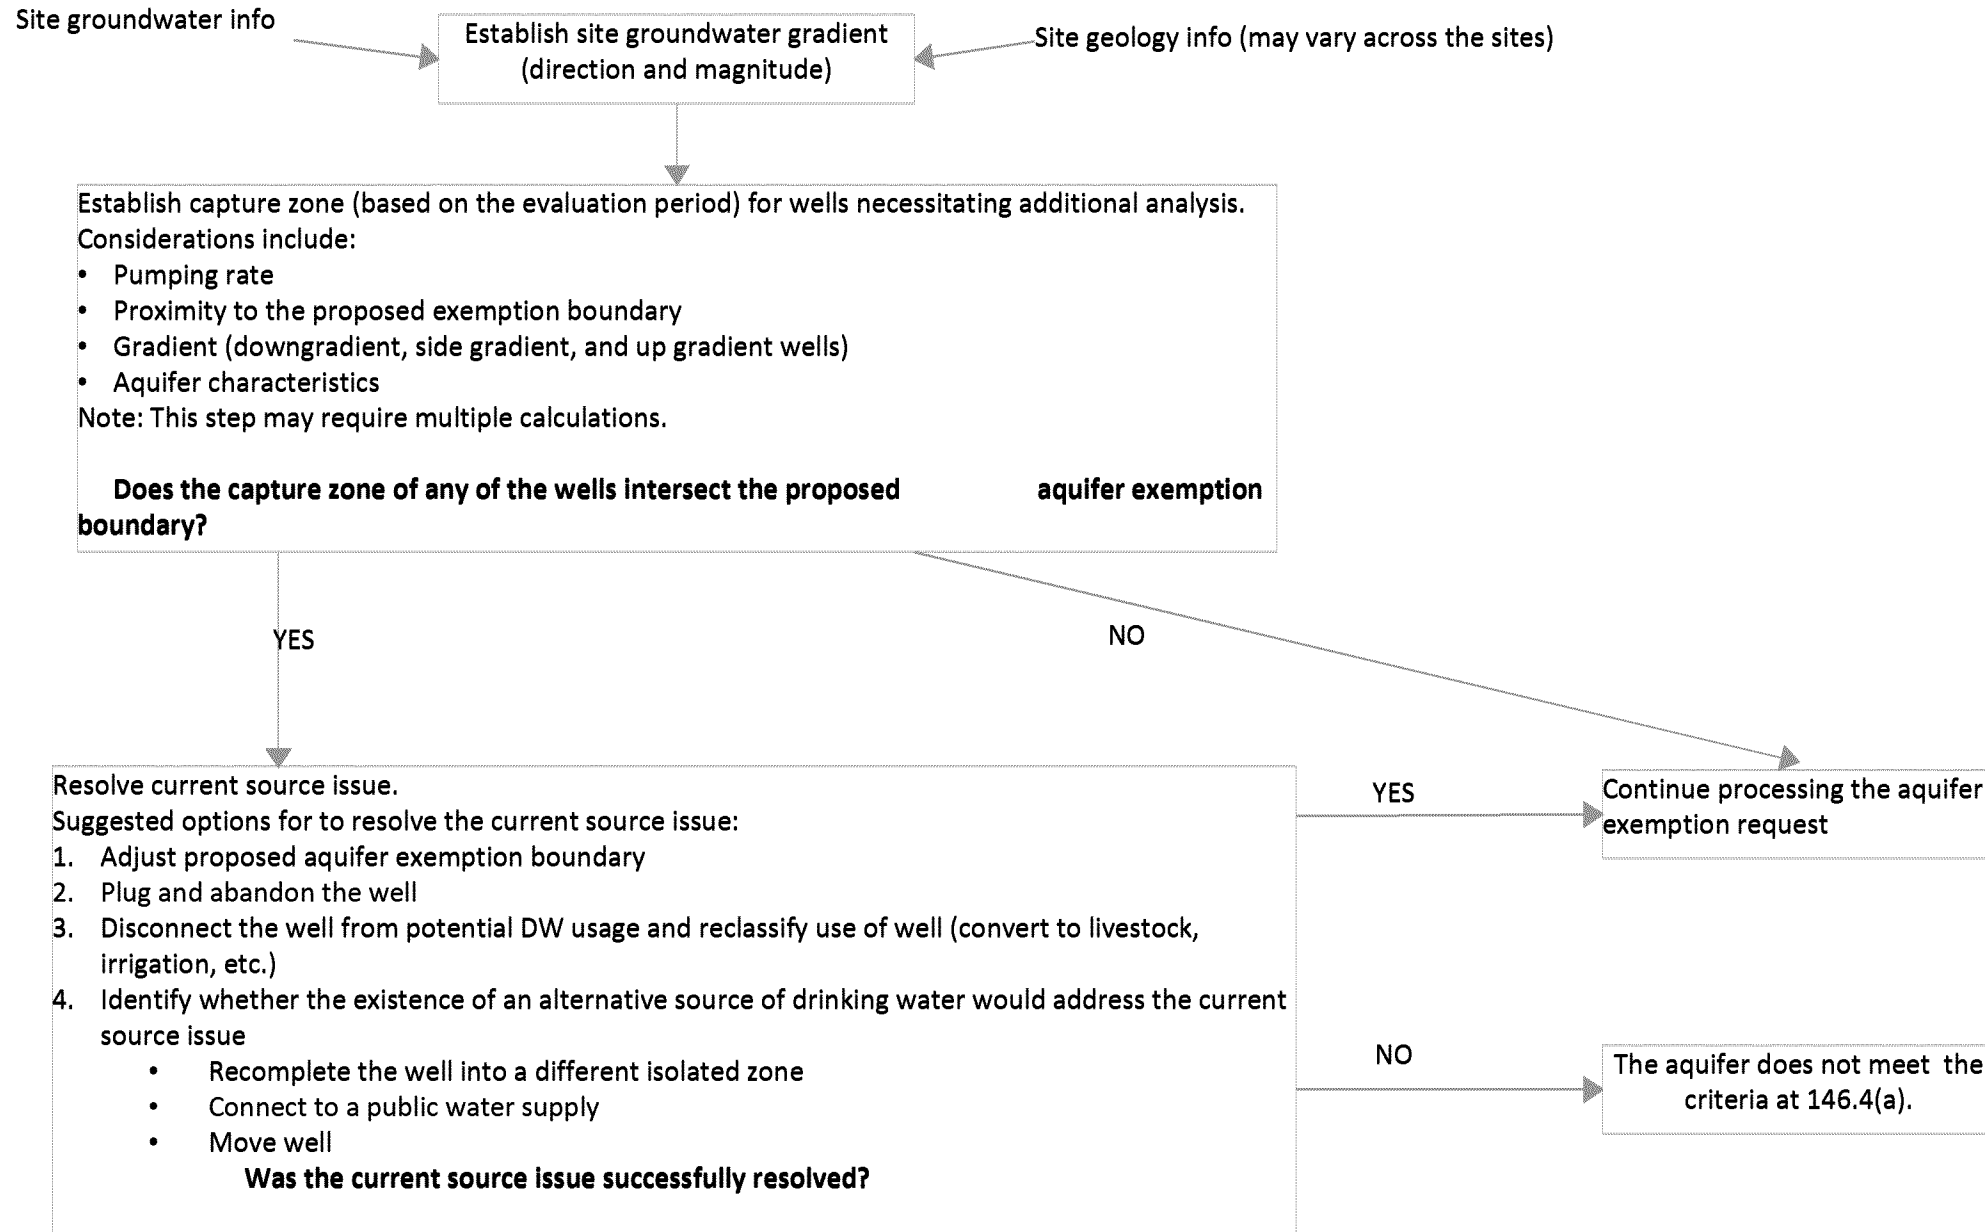 Site groundwater info
Establish site groundwater gradient
(direction and magnitude)
Site geology info (may vary across the sites)
Establish capture zone (based on the evaluation period) for wells necessitating additional analysis.
Considerations include:
• Pumping rate
• Proximity to the proposed exemption boundary
• Gradient (downgradient, side gradient, and up gradient wells)
• Aquifer characteristics
Note: This step may require multiple calculations.
Does the capture zone of any of the wells intersect the proposed aquifer exemption
boundary?
YES
NO
Resolve current source issue.
Suggested options for to resolve the current source issue:
1. Adjust proposed aquifer exemption boundary
2. Plug and abandon the well
3. Disconnect the well from potential DW usage and reclassify use of well (convert to livestock,
irrigation, etc.)
4. Identify whether the existence of an alternative source of drinking water would address the current
source issue
• Recomplete the well into a different isolated zone
• Connect to a public water supply
• Move well
Was the current source issue successfully resolved?
YES
Continue processing the aquifer
exemption request
NO
The aquifer does not meet the
criteria at 146.4(a).